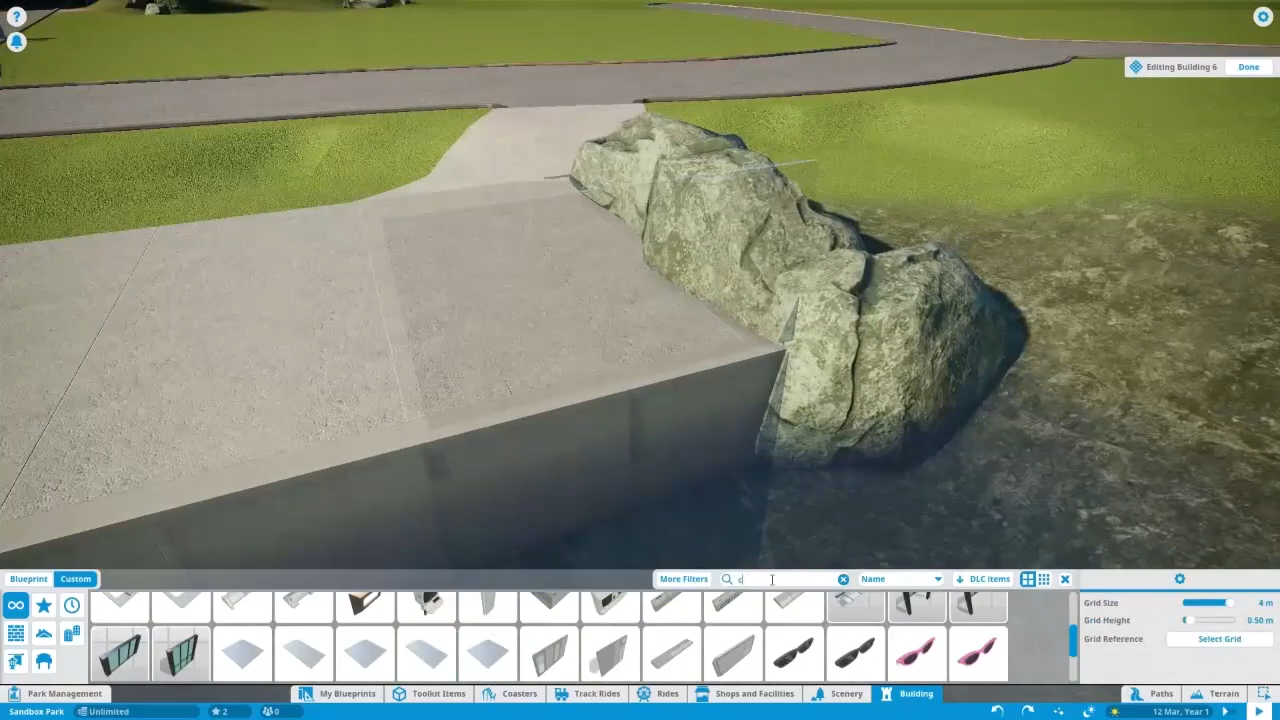 ?
Editing Building 6 Done
Blueprint Custom More Filters Name DLC Items
Grid Size 4 m
Grid Height 0.50 m
Grid Reference Select Grid
Park Management My Blueprints Toolkit Items Coasters Track Rides Rides Shops and Facilities Scenery Building Paths Terrain
Sandbox Park Unlimited 2 0 12 Mar, Year 1